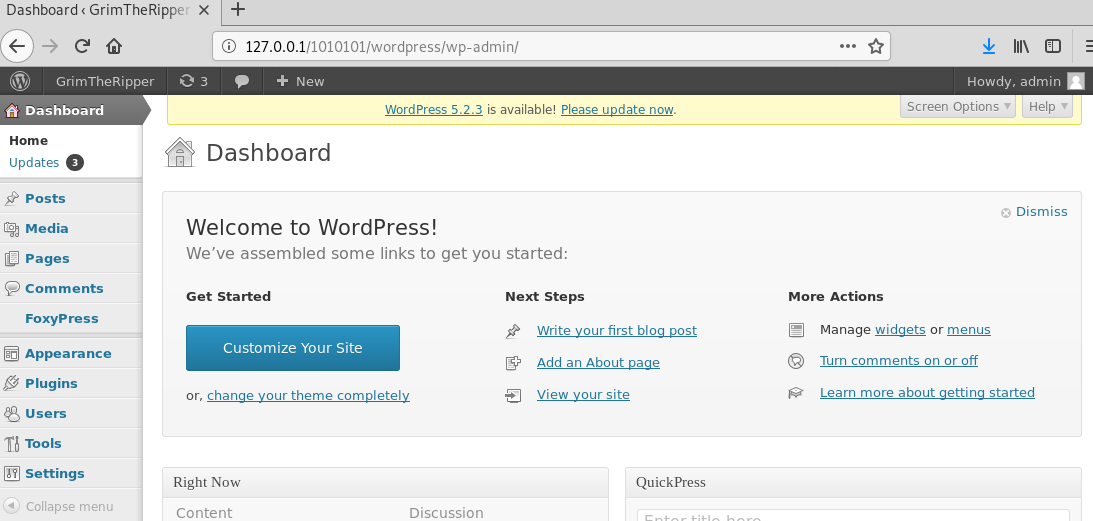 Dashboard ‹ GrimTheRipper
127.0.0.1/1010101/wordpress/wp-admin/
GrimTheRipper 3 New Howdy, admin
Dashboard
Home
Updates 3
Posts
Media
Pages
Comments
FoxyPress
Appearance
Plugins
Users
Tools
Settings
Collapse menu
WordPress 5.2.3 is available! Please update now.
Screen Options Help
Dashboard
Dismiss
Welcome to WordPress!
We’ve assembled some links to get you started:
Get Started
Customize Your Site
or, change your theme completely
Next Steps
Write your first blog post
Add an About page
View your site
More Actions
Manage widgets or menus
Turn comments on or off
Learn more about getting started
Right Now
Content Discussion
QuickPress
Enter title here